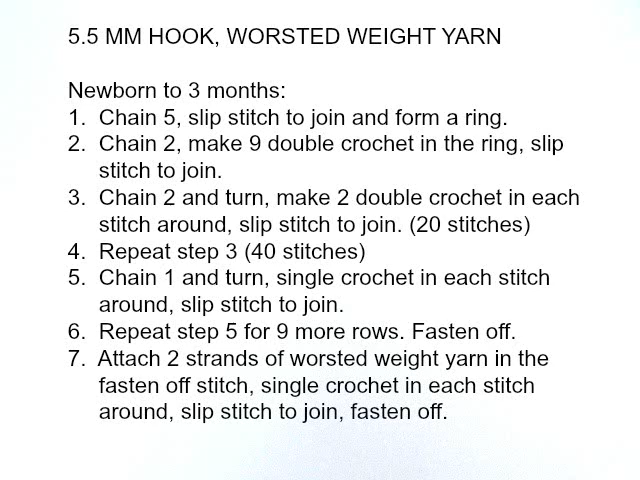 5.5 MM HOOK, WORSTED WEIGHT YARN
Newborn to 3 months:
1. Chain 5, slip stitch to join and form a ring.
2. Chain 2, make 9 double crochet in the ring, slip
stitch to join.
3. Chain 2 and turn, make 2 double crochet in each
stitch around, slip stitch to join. (20 stitches)
4. Repeat step 3 (40 stitches)
5. Chain 1 and turn, single crochet in each stitch
around, slip stitch to join.
6. Repeat step 5 for 9 more rows. Fasten off.
7. Attach 2 strands of worsted weight yarn in the
fasten off stitch, single crochet in each stitch
around, slip stitch to join, fasten off.